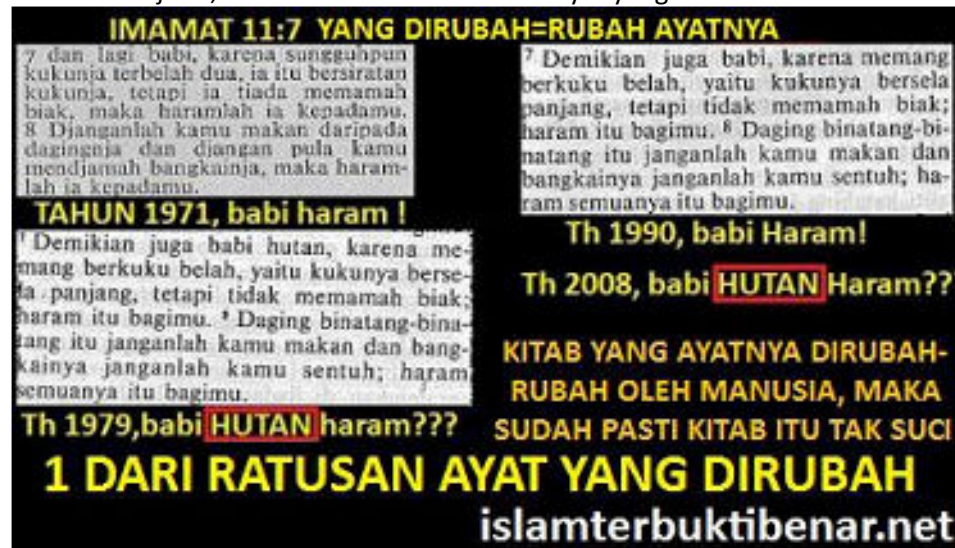 IMAMAT 11:7 YANG DIRUBAH=RUBAH AYATNYA
7 dan lagi babi, karena sungguhpun
kukunja terbelah dua, ia itu bersiratan
kukunja, tetapi ia tiada memamah
biak, maka haramlah ia kepadamu.
8 Djanganlah kamu makan daripada
dagingnja dan djangan pula kamu
mendjamah bangkainja, maka haram-
lah ia kepadamu.
TAHUN 1971, babi haram !
7 Demikian juga babi, karena memang
berkuku belah, yaitu kukunya bersela
panjang, tetapi tidak memamah biak;
haram itu bagimu. 8 Daging binatang-bi-
natang itu janganlah kamu makan dan
bangkainya janganlah kamu sentuh; ha-
ram semuanya itu bagimu.
Th 1990, babi Haram!
Th 2008, babi HUTAN Haram??
Demikian juga babi hutan, karena me-
mang berkuku belah, yaitu kukunya berse-
la panjang, tetapi tidak memamah biak;
haram itu bagimu. 8 Daging binatang-bina-
tang itu janganlah kamu makan dan bang-
kainya janganlah kamu sentuh; haram
semuanya itu bagimu.
Th 1979,babi HUTAN haram???
KITAB YANG AYATNYA DIRUBAH-
RUBAH OLEH MANUSIA, MAKA
SUDAH PASTI KITAB ITU TAK SUCI
1 DARI RATUSAN AYAT YANG DIRUBAH
islamterbuktibenar.net